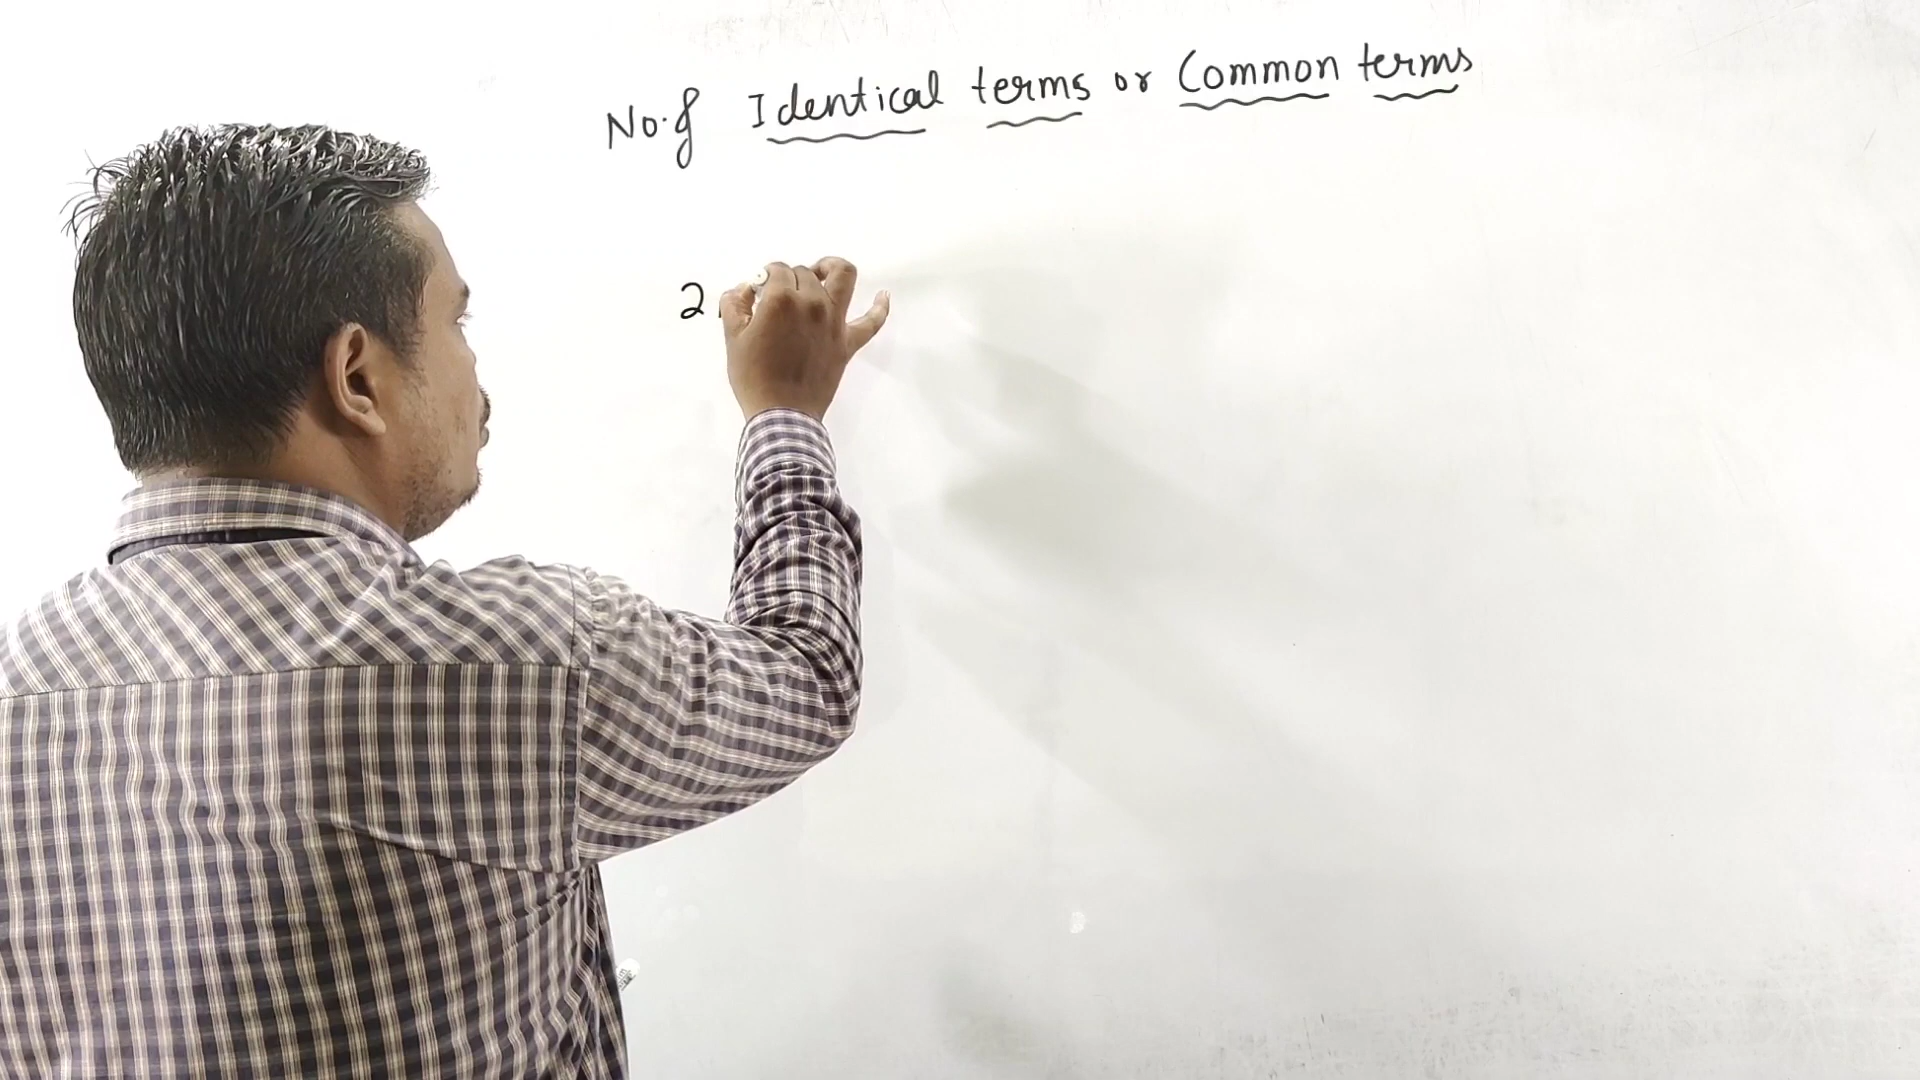 No. of Identical terms or Common terms
2,